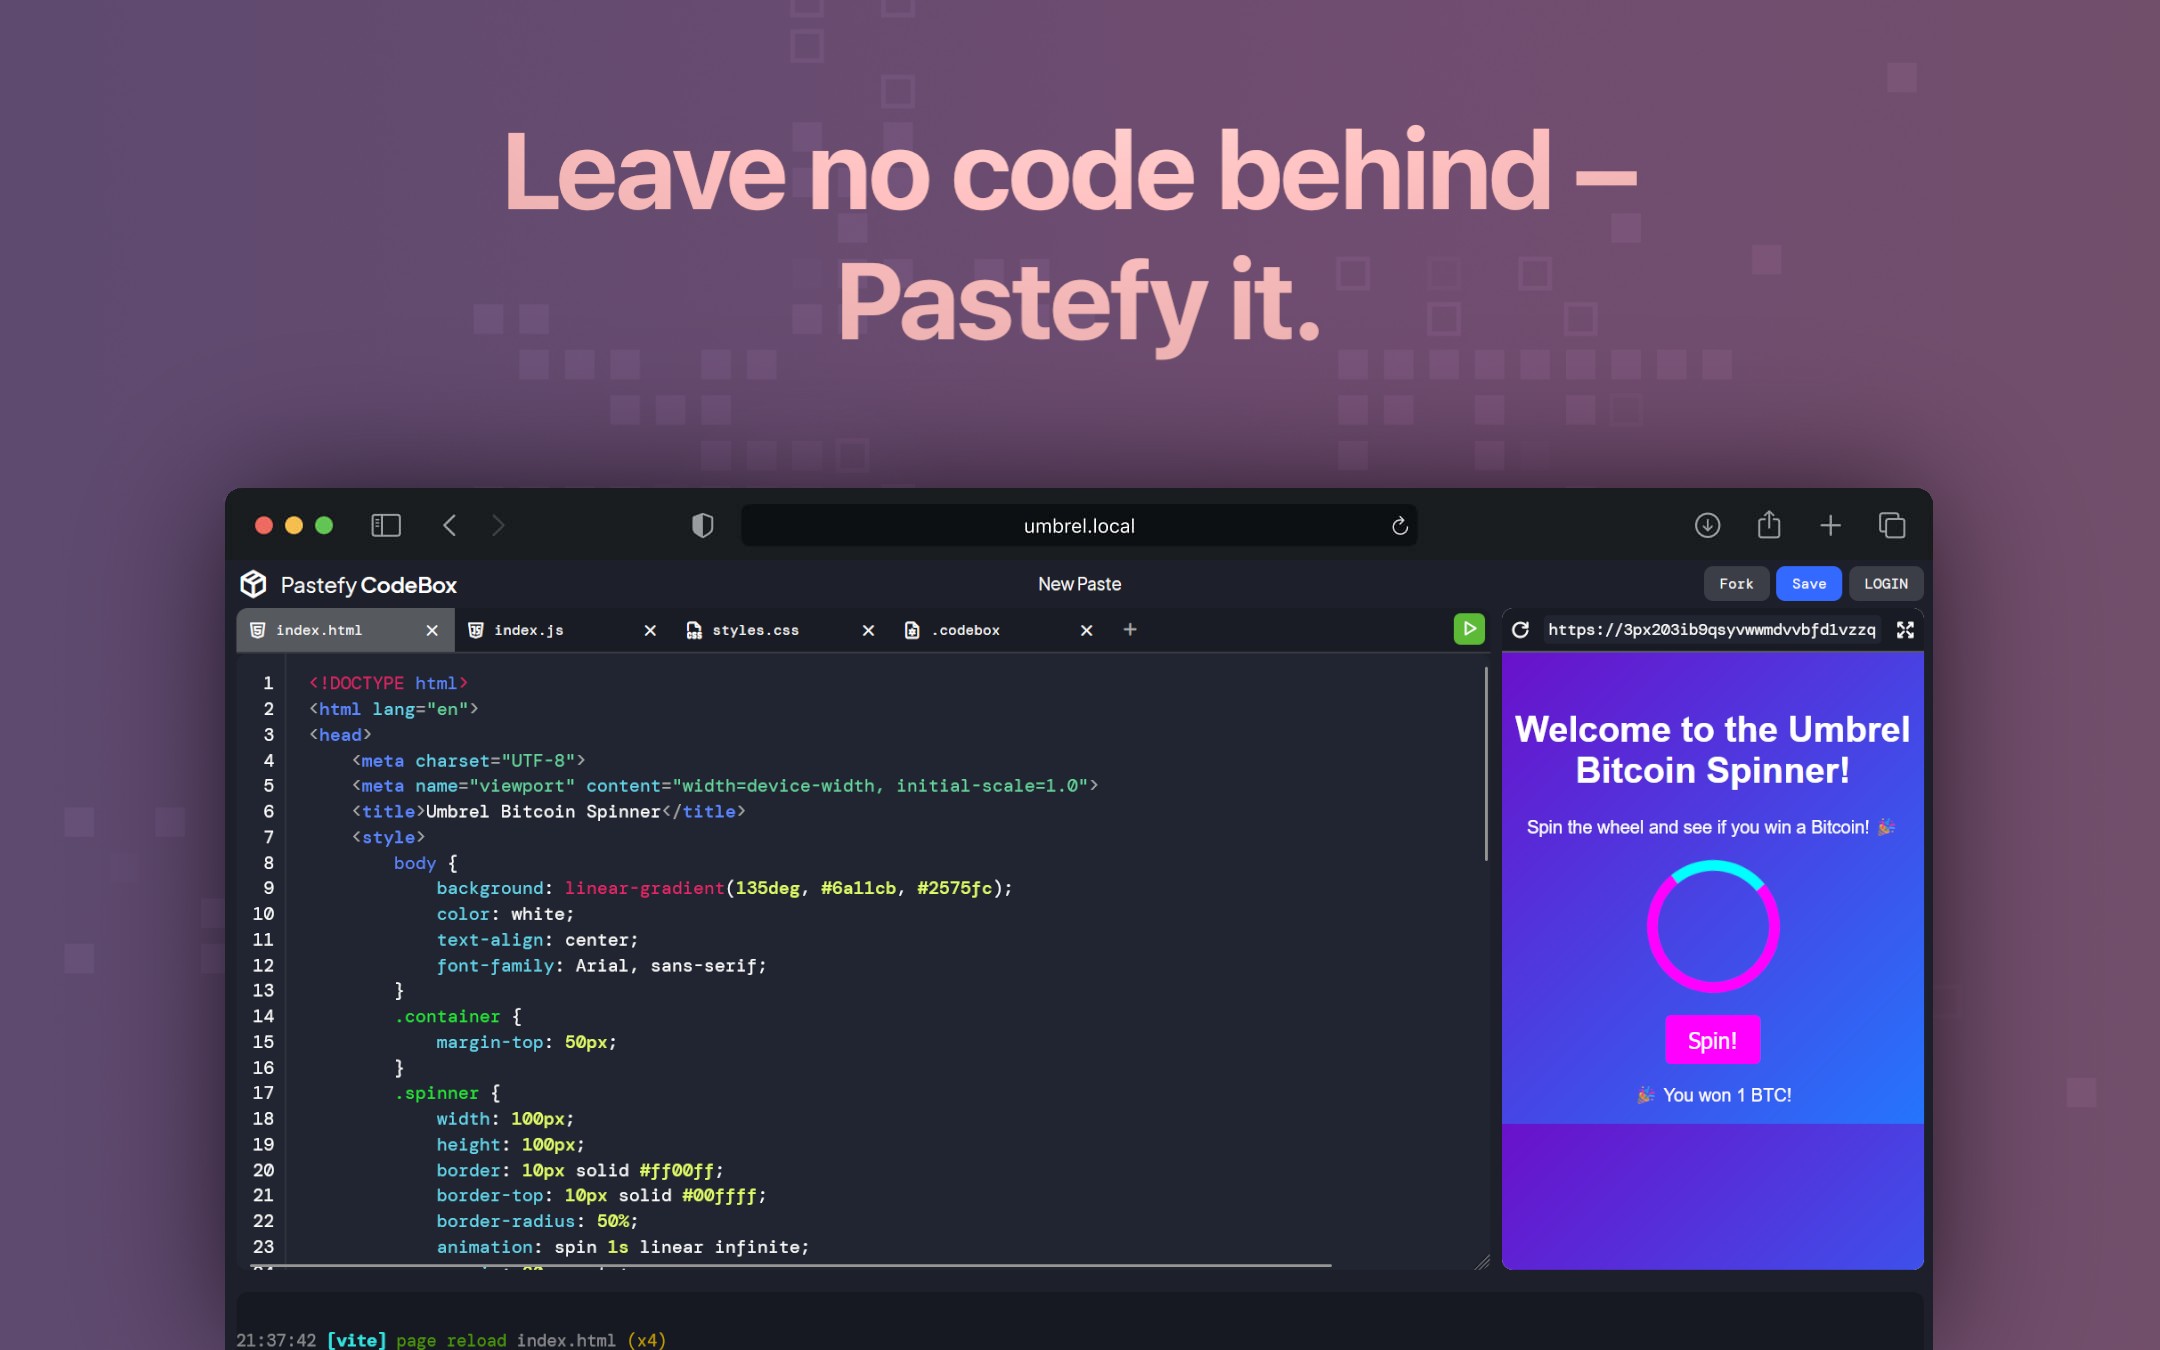 Leave no code behind –
Pastefy it.
umbrel.local
Pastefy CodeBox
New Paste
Fork
Save
LOGIN
index.html
index.js
styles.css
.codebox
https://3px203ib9qsyvwwmdvvbfd1vzzq
1 <!DOCTYPE html>
2 <html lang="en">
3 <head>
4 <meta charset="UTF-8">
5 <meta name="viewport" content="width=device-width, initial-scale=1.0">
6 <title>Umbrel Bitcoin Spinner</title>
7 <style>
8 body {
9 background: linear-gradient(135deg, #6a11cb, #2575fc);
10 color: white;
11 text-align: center;
12 font-family: Arial, sans-serif;
13 }
14 .container {
15 margin-top: 50px;
16 }
17 .spinner {
18 width: 100px;
19 height: 100px;
20 border: 10px solid #ff00ff;
21 border-top: 10px solid #00ffff;
22 border-radius: 50%;
23 animation: spin 1s linear infinite;
Welcome to the Umbrel
Bitcoin Spinner!
Spin the wheel and see if you win a Bitcoin! 🎉
Spin!
🎉 You won 1 BTC!
21:37:42 [vite] page reload index.html (x4)